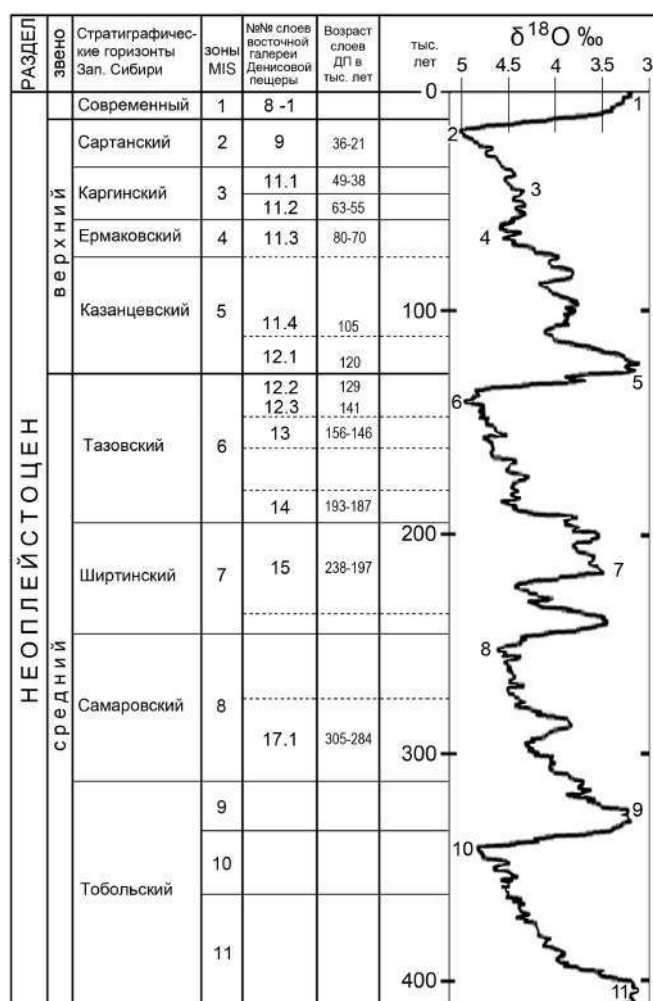 РАЗДЕЛ
звено
Стратиграфичес-
кие горизонты
Зап. Сибири
зоны
MIS
№№ слоев
восточной
галереи
Денисовой
пещеры
Возраст
слоев
ДП в
тыс. лет
тыс.
лет
δ18O ‰
5 4.5 4 3.5 3
0
НЕОПЛЕЙСТОЦЕН
верхний
средний
Современный 1 8 -1
Сартанский 2 9 36-21
Каргинский 3 11.1 49-38
11.2 63-55
Ермаковский 4 11.3 80-70
Казанцевский 5
11.4 105
12.1 120
12.2 129
12.3 141
Тазовский 6 13 156-146
14 193-187
Ширтинский 7 15 238-197
Самаровский 8
17.1 305-284
Тобольский
9
10
11
100
200
300
400
1
2
3
4
5
6
7
8
9
10
11